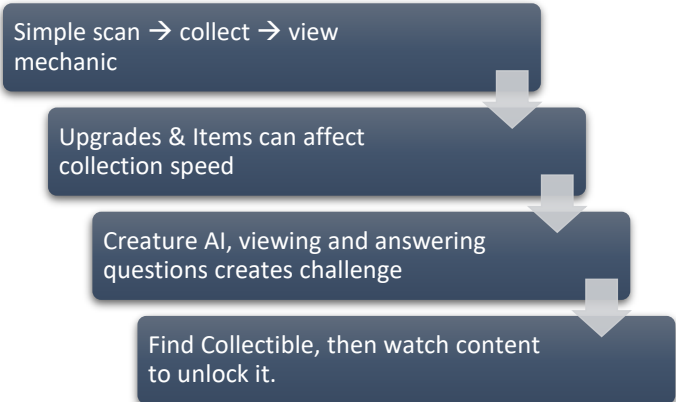 Simple scan → collect → view
mechanic
Upgrades & Items can affect
collection speed
Creature AI, viewing and answering
questions creates challenge
Find Collectible, then watch content
to unlock it.